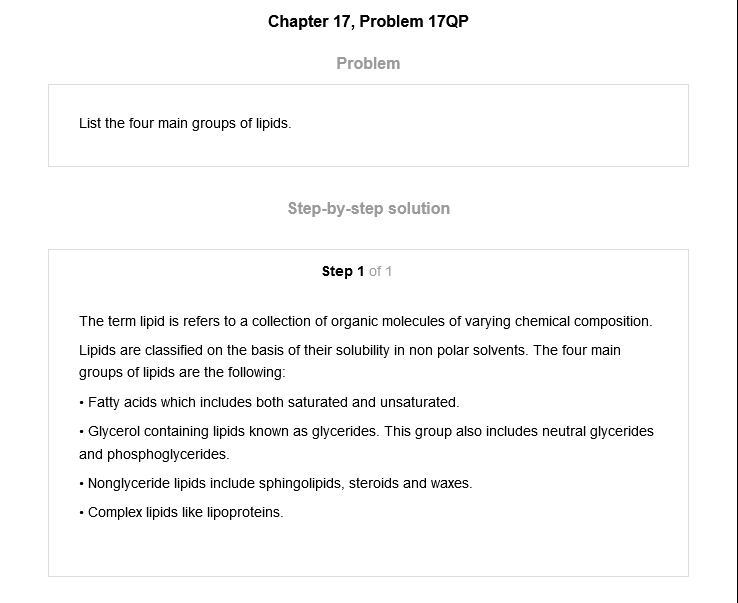 Chapter 17, Problem 17QP
Problem
List the four main groups of lipids.
Step-by-step solution
Step 1 of 1
The term lipid is refers to a collection of organic molecules of varying chemical composition.
Lipids are classified on the basis of their solubility in non polar solvents. The four main
groups of lipids are the following:
• Fatty acids which includes both saturated and unsaturated.
• Glycerol containing lipids known as glycerides. This group also includes neutral glycerides
and phosphoglycerides.
• Nonglyceride lipids include sphingolipids, steroids and waxes.
• Complex lipids like lipoproteins.